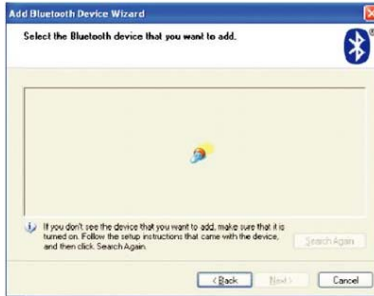 Add Bluetooth Device Wizard
Select the Bluetooth device that you want to add.
If you don't see the device that you want to add, make sure that it is
turned on. Follow the setup instructions that came with the device,
and then click Search Again.
Search Again
< Back
Next >
Cancel